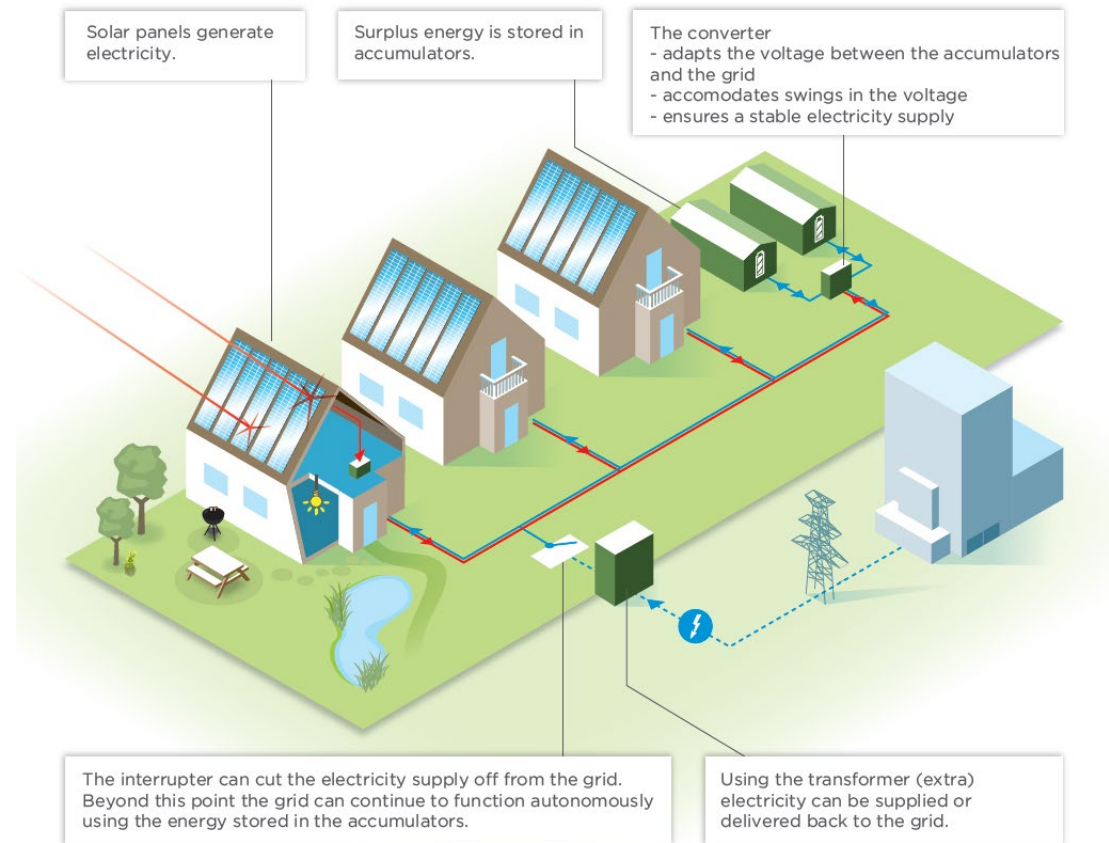 Solar panels generate
electricity.
Surplus energy is stored in
accumulators.
The converter
- adapts the voltage between the accumulators
and the grid
- accomodates swings in the voltage
- ensures a stable electricity supply
The interrupter can cut the electricity supply off from the grid.
Beyond this point the grid can continue to function autonomously
using the energy stored in the accumulators.
Using the transformer (extra)
electricity can be supplied or
delivered back to the grid.